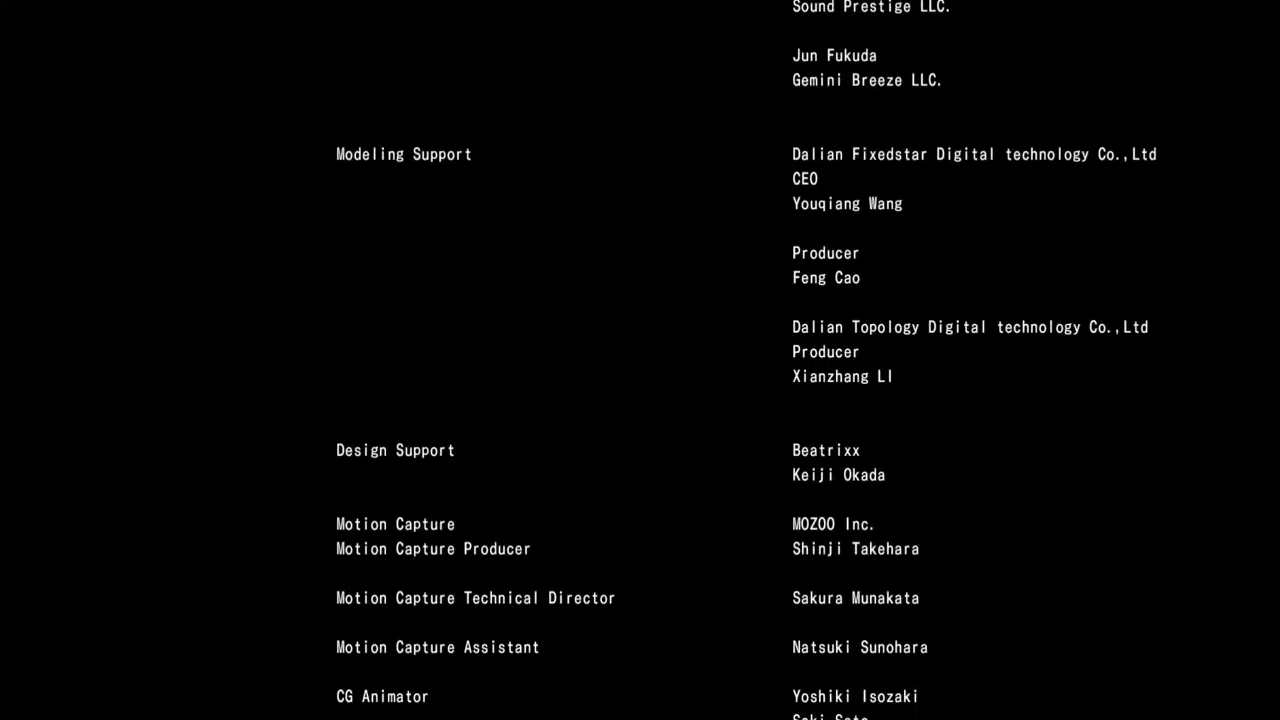 Sound Prestige LLC.
Jun Fukuda
Gemini Breeze LLC.
Modeling Support Dalian Fixedstar Digital technology Co.,Ltd
CEO
Youqiang Wang
Producer
Feng Cao
Dalian Topology Digital technology Co.,Ltd
Producer
Xianzhang LI
Design Support Beatrixx
Keiji Okada
Motion Capture MOZOO Inc.
Motion Capture Producer Shinji Takehara
Motion Capture Technical Director Sakura Munakata
Motion Capture Assistant Natsuki Sunohara
CG Animator Yoshiki Isozaki